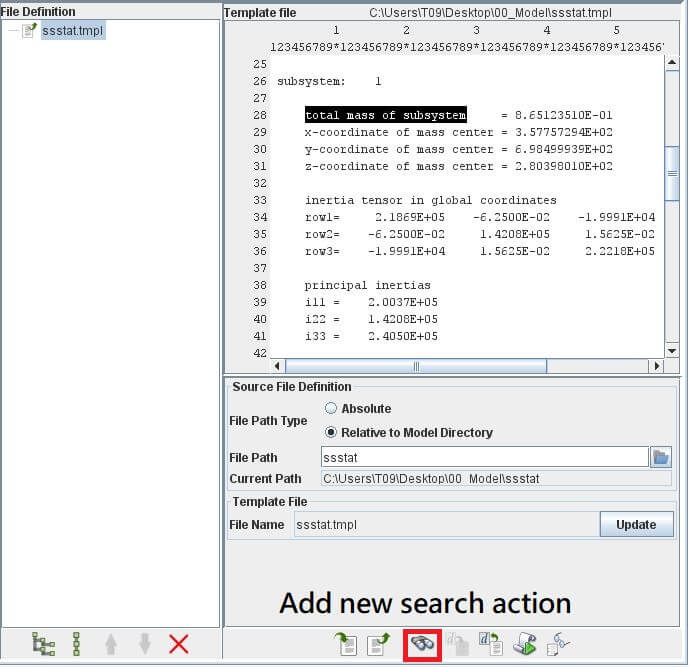 File Definition
ssstat.tmpl
Template file C:\Users\T09\Desktop\00_Model\ssstat.tmpl
1 2 3 4 5
123456789*123456789*123456789*123456789*123456789*123456'
25
26 subsystem: 1
27
28 total mass of subsystem = 8.65123510E-01
29 x-coordinate of mass center = 3.57757294E+02
30 y-coordinate of mass center = 6.98499939E+02
31 z-coordinate of mass center = 2.80398010E+02
32
33 inertia tensor in global coordinates
34 row1= 2.1869E+05 -6.2500E-02 -1.9991E+04
35 row2= -6.2500E-02 1.4208E+05 1.5625E-02
36 row3= -1.9991E+04 1.5625E-02 2.2218E+05
37
38 principal inertias
39 i11 = 2.0037E+05
40 i22 = 1.4208E+05
41 i33 = 2.4050E+05
42
Source File Definition
File Path Type
Absolute
Relative to Model Directory
File Path ssstat
Current Path C:\Users\T09\Desktop\00_Model\ssstat
Template File
File Name ssstat.tmpl Update
Add new search action